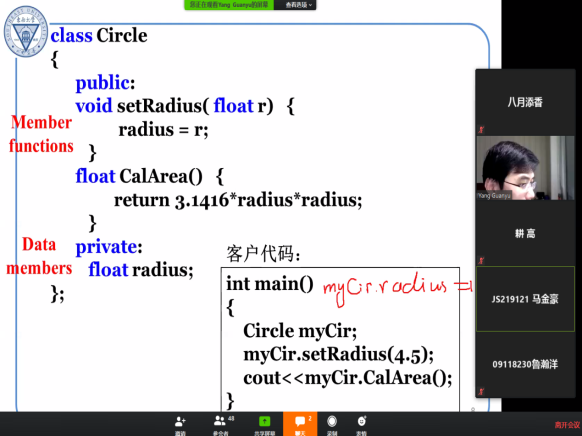 您正在观看Yang Guanyu的屏幕
查看选项
class Circle
{
public:
void setRadius( float r) {
radius = r;
}
float CalArea() {
return 3.1416*radius*radius;
}
private:
float radius;
};
Member
functions
Data
members
客户代码：
int main()
myCir.radius =
{
Circle myCir;
myCir.setRadius(4.5);
cout<<myCir.CalArea();
}
八月添香
Yang Guanyu
耕 高
JS219121 马金豪
09118230鲁瀚洋
邀请
48
参会者
共享屏幕
2
聊天
录制
表情
离开会议